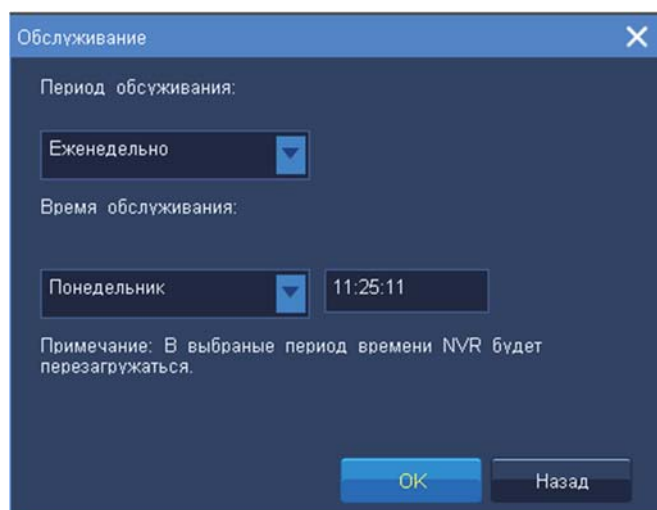 Обслуживание
Период обсуживания:
Еженедельно
Время обслуживания:
Понедельник 11:25:11
Примечание: В выбраные период времени NVR будет
перезагружаться.
OK Назад